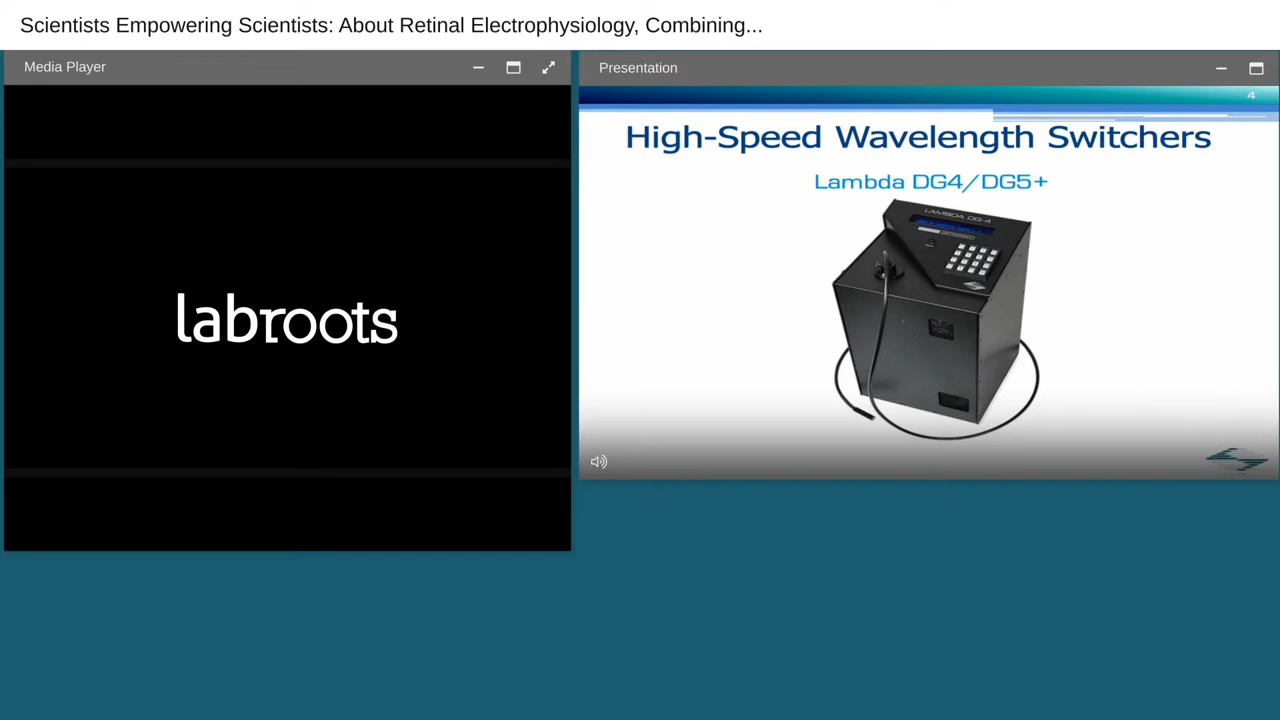 Scientists Empowering Scientists: About Retinal Electrophysiology, Combining...
Media Player
labroots
Presentation
4
High-Speed Wavelength Switchers
Lambda DG4/DG5+
LAMBDA DG-4